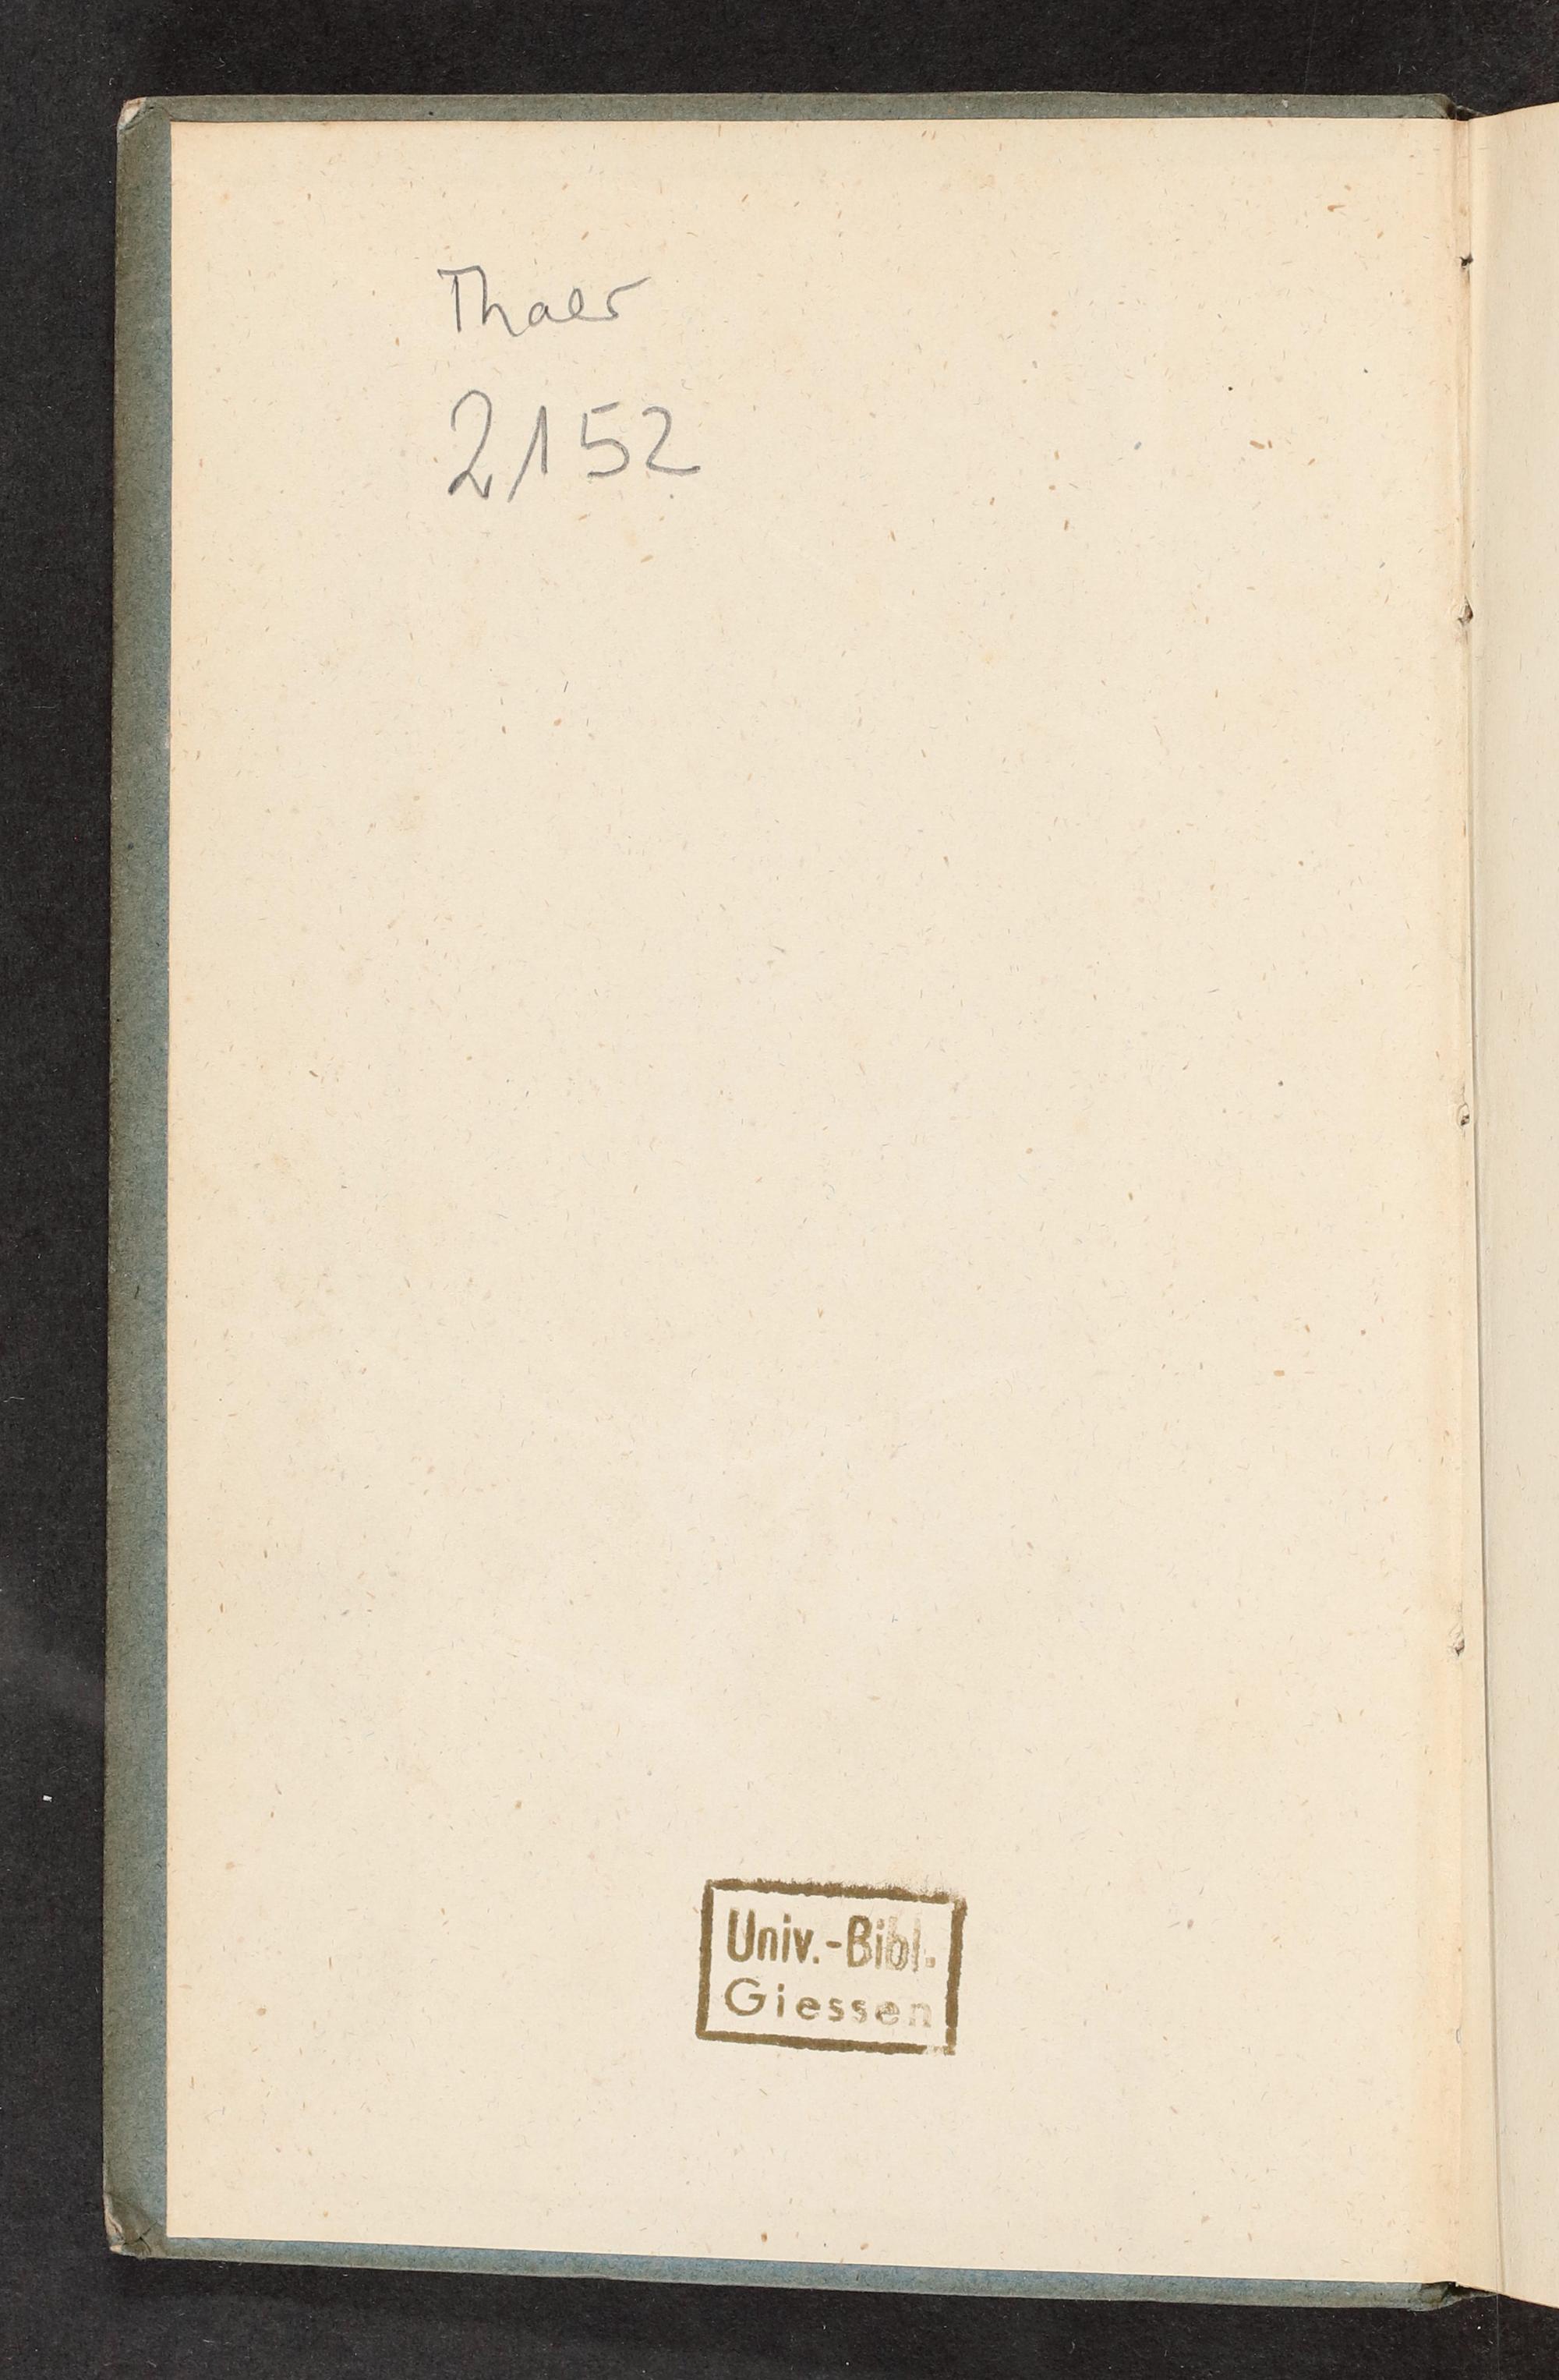 Thaer
2152
Univ.-Bibl.
Giessen